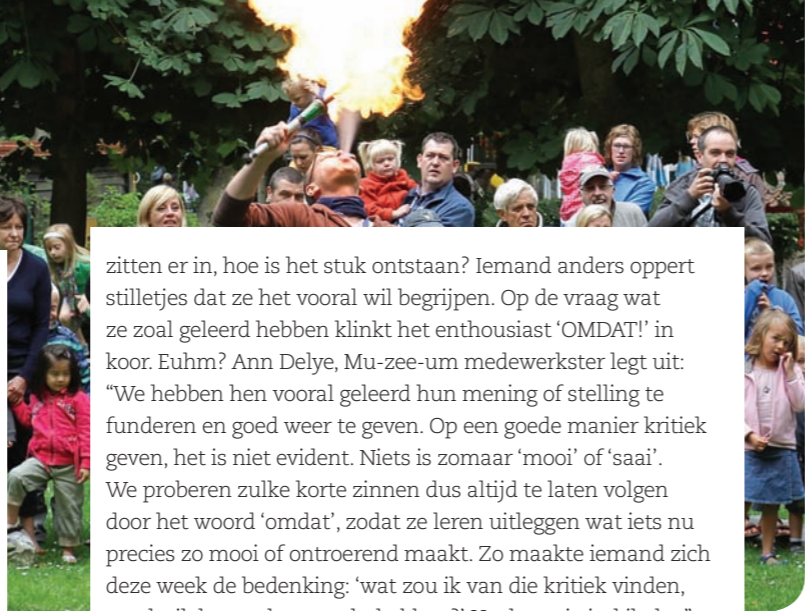 zitten er in, hoe is het stuk ontstaan? Iemand anders oppert
stilletjes dat ze het vooral wil begrijpen. Op de vraag wat
ze zoal geleerd hebben klinkt het enthousiast ‘OMDAT!’ in
koor. Euhm? Ann Delye, Mu-zee-um medewerkster legt uit:
“We hebben hen vooral geleerd hun mening of stelling te
funderen en goed weer te geven. Op een goede manier kritiek
geven, het is niet evident. Niets is zomaar ‘mooi’ of ‘saai’.
We proberen zulke korte zinnen dus altijd te laten volgen
door het woord ‘omdat’, zodat ze leren uitleggen wat iets nu
precies zo mooi of ontroerend maakt. Zo maakte iemand zich
deze week de bedenking: ‘wat zou ik van die kritiek vinden,